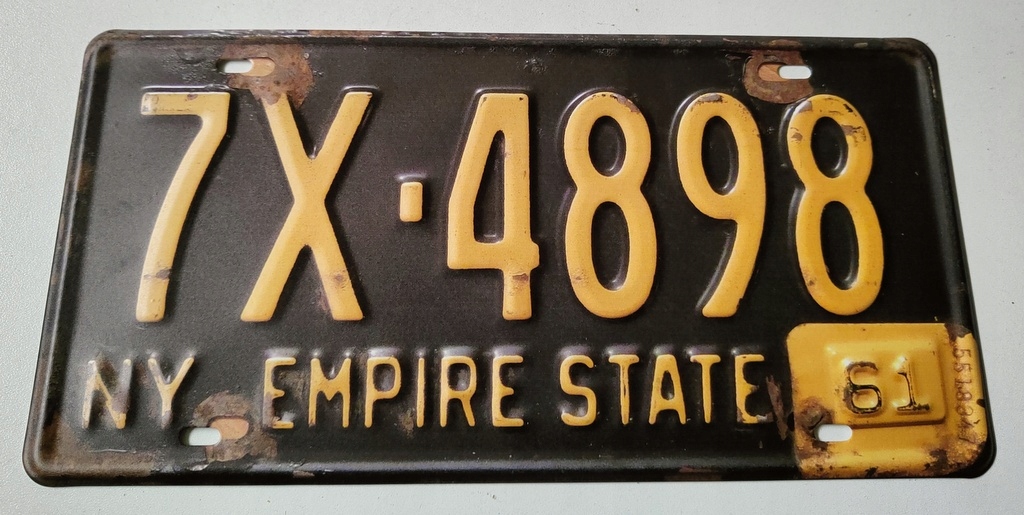 7X-4898
NY EMPIRE STATE 61